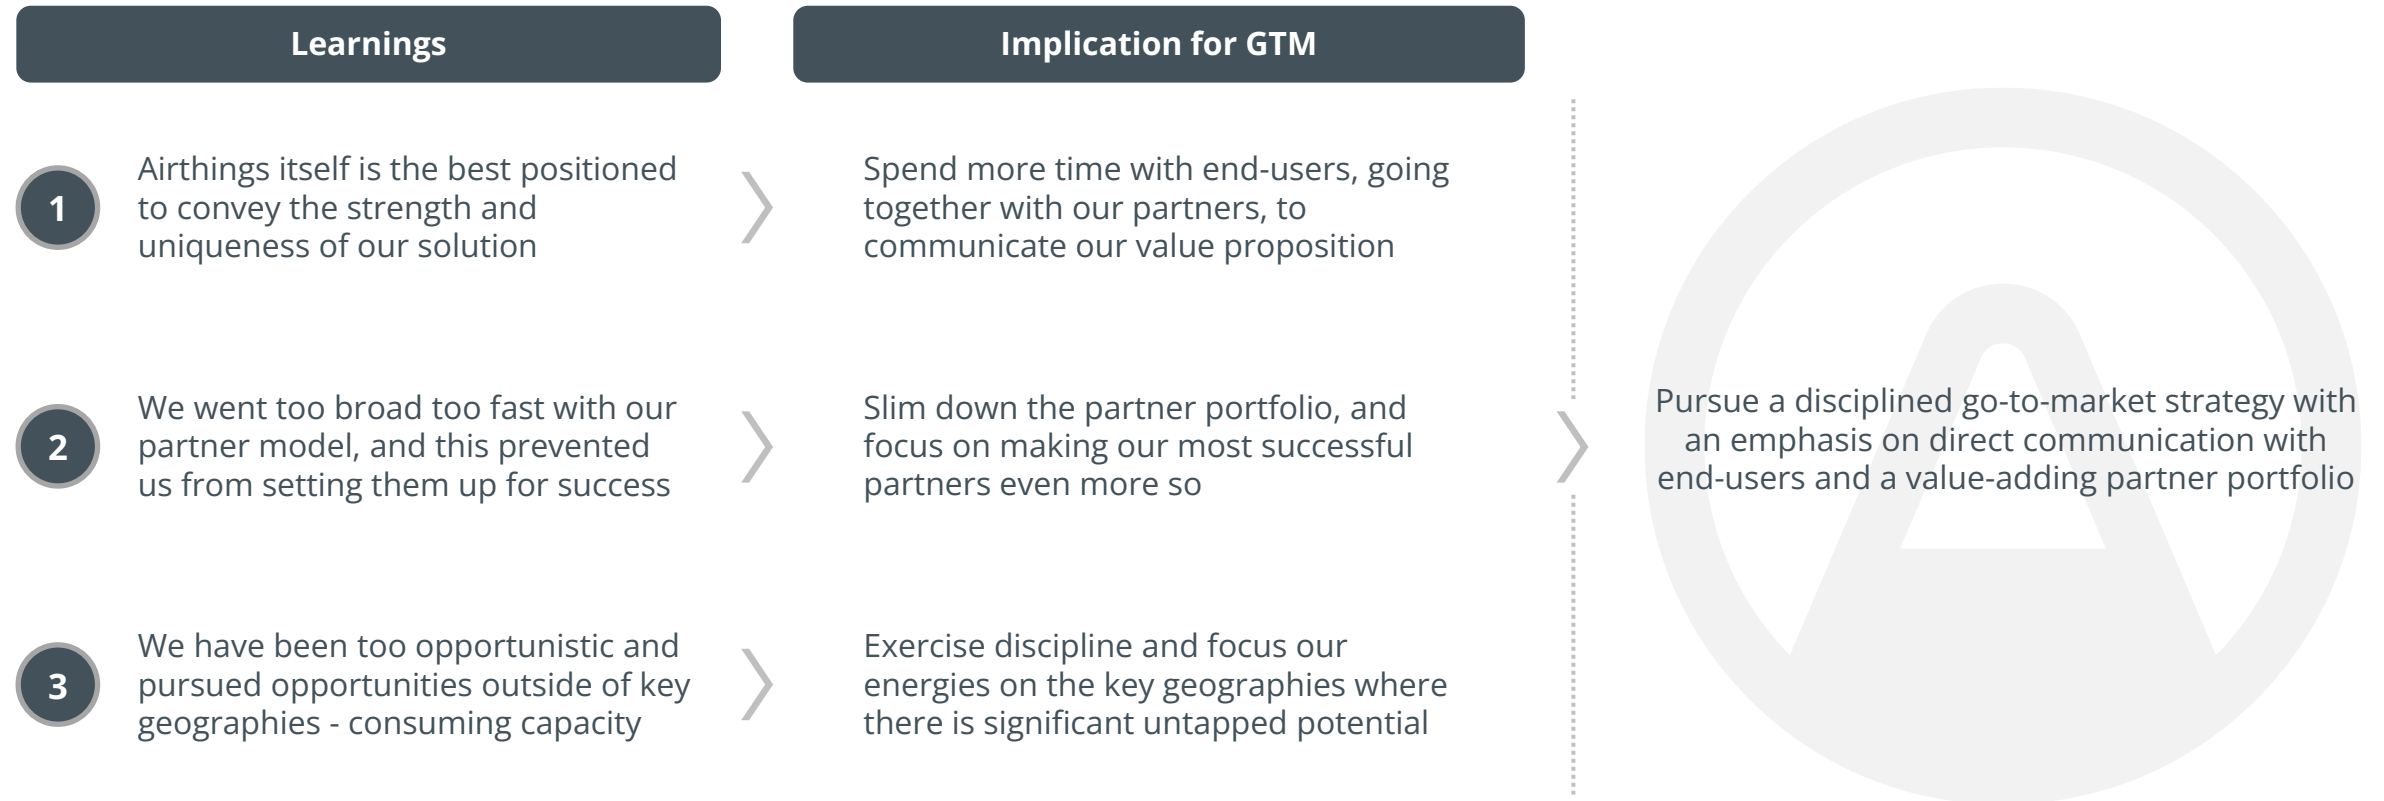 Learnings
Implication for GTM
1
Airthings itself is the best positioned
to convey the strength and
uniqueness of our solution
Spend more time with end-users, going
together with our partners, to
communicate our value proposition
2
We went too broad too fast with our
partner model, and this prevented
us from setting them up for success
Slim down the partner portfolio, and
focus on making our most successful
partners even more so
3
We have been too opportunistic and
pursued opportunities outside of key
geographies - consuming capacity
Exercise discipline and focus our
energies on the key geographies where
there is significant untapped potential
Pursue a disciplined go-to-market strategy with
an emphasis on direct communication with
end-users and a value-adding partner portfolio